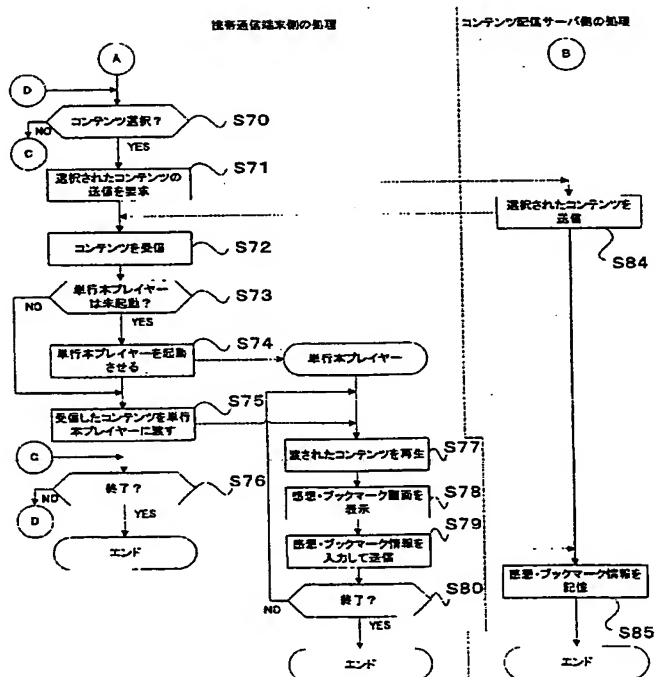 携帯通信端末側の処理
コンテンツ配信サーバ側の処理
A
B
D
コンテンツ選択？
S70
NO
YES
C
S71
選択されたコンテンツの
送信を要求
選択されたコンテンツを
送信
S84
コンテンツを受信
S72
単行本プレイヤー
は未起動？
S73
NO
YES
S74
単行本プレイヤーを起動
させる
単行本プレイヤー
S75
受信したコンテンツを単行
本プレイヤーに渡す
C
終了？
S76
NO
YES
D
エンド
渡されたコンテンツを再生
S77
感想・ブックマーク画面を
表示
S78
S79
感想・ブックマーク情報を
入力して送信
終了？
S80
NO
YES
エンド
感想・ブックマーク情報を
記憶
S85
エンド